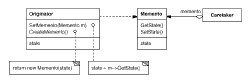 Originator
SetMemento(Memento m)
CreateMemento()
state
Memento
GetState()
SetState()
state
memento
Caretaker
return new Memento(state)
state = m->GetState()